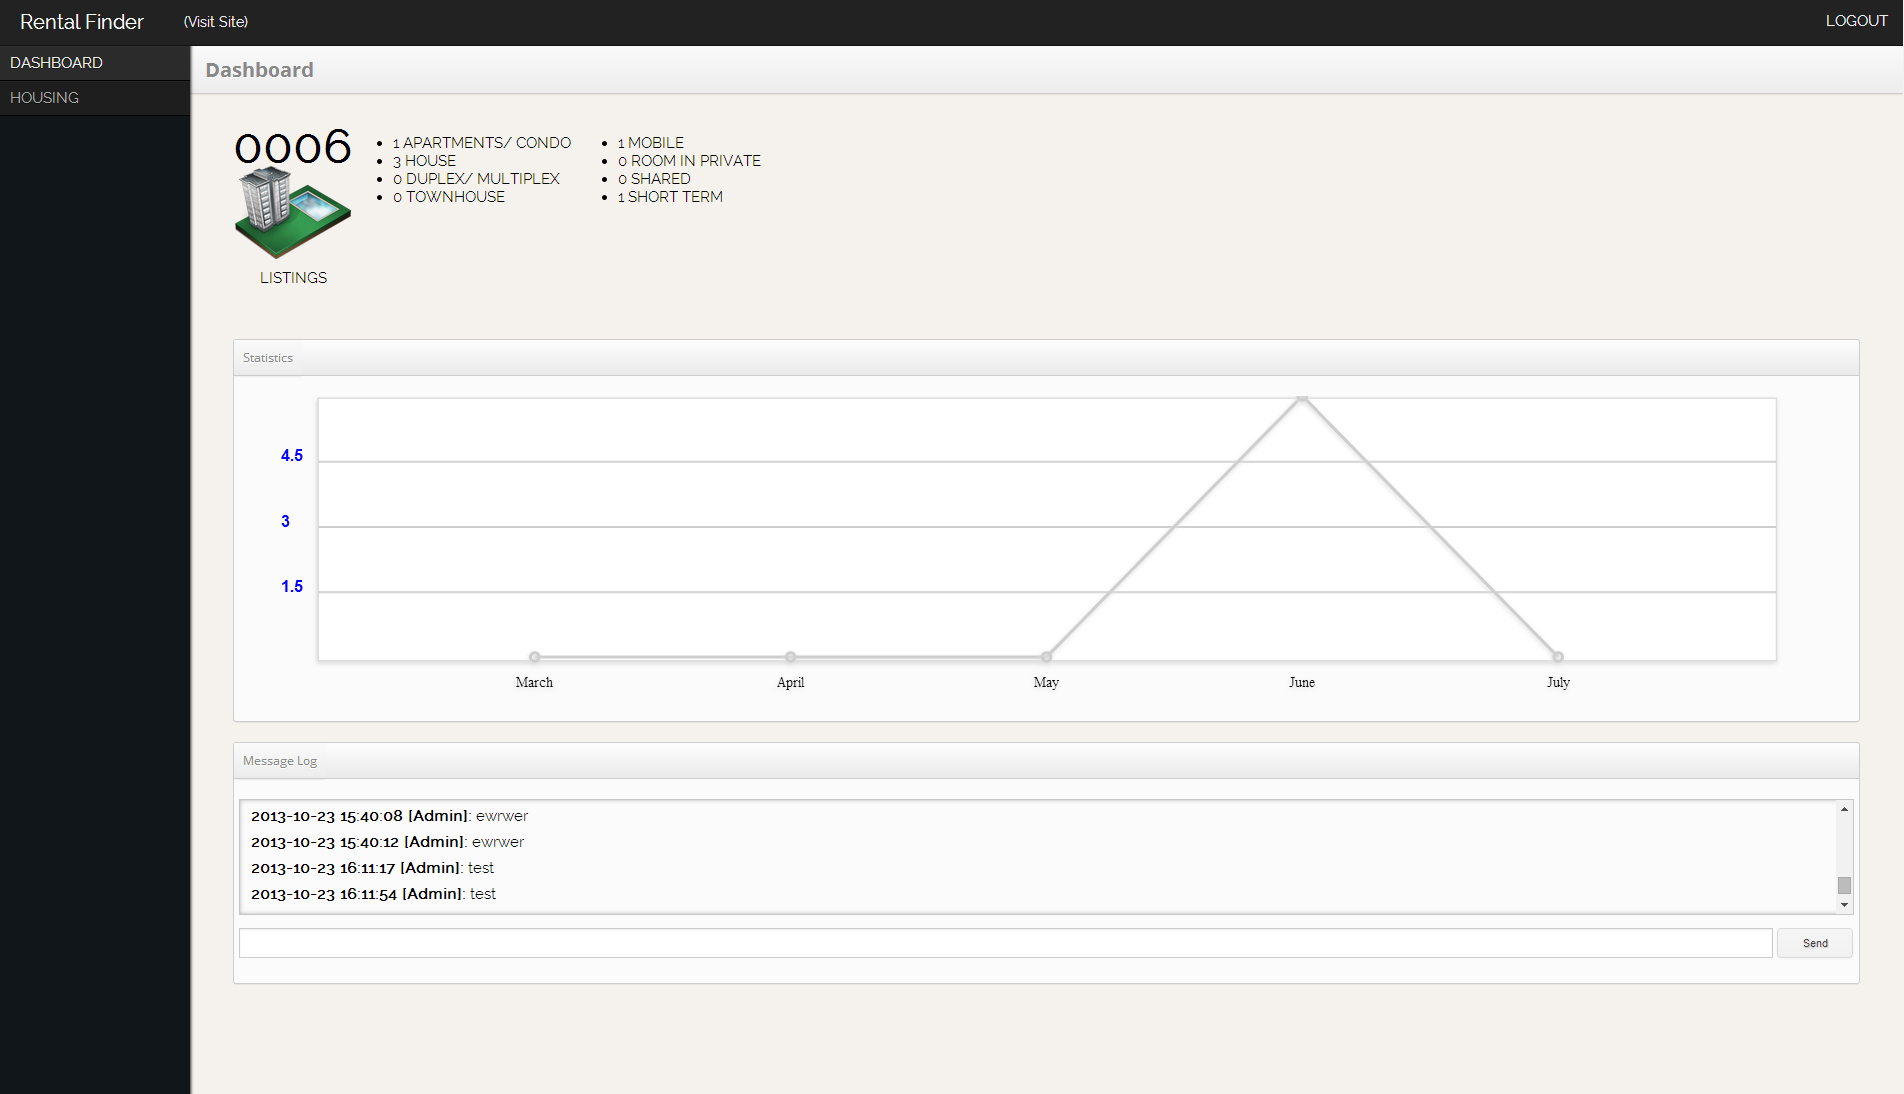 Rental Finder (Visit Site) LOGOUT
DASHBOARD
HOUSING
Dashboard
0006
LISTINGS
1 APARTMENTS/ CONDO
3 HOUSE
0 DUPLEX/ MULTIPLEX
0 TOWNHOUSE
1 MOBILE
0 ROOM IN PRIVATE
0 SHARED
1 SHORT TERM
Statistics
4.5
3
1.5
March April May June July
Message Log
2013-10-23 15:40:08 [Admin]: ewrwer
2013-10-23 15:40:12 [Admin]: ewrwer
2013-10-23 16:11:17 [Admin]: test
2013-10-23 16:11:54 [Admin]: test
Send